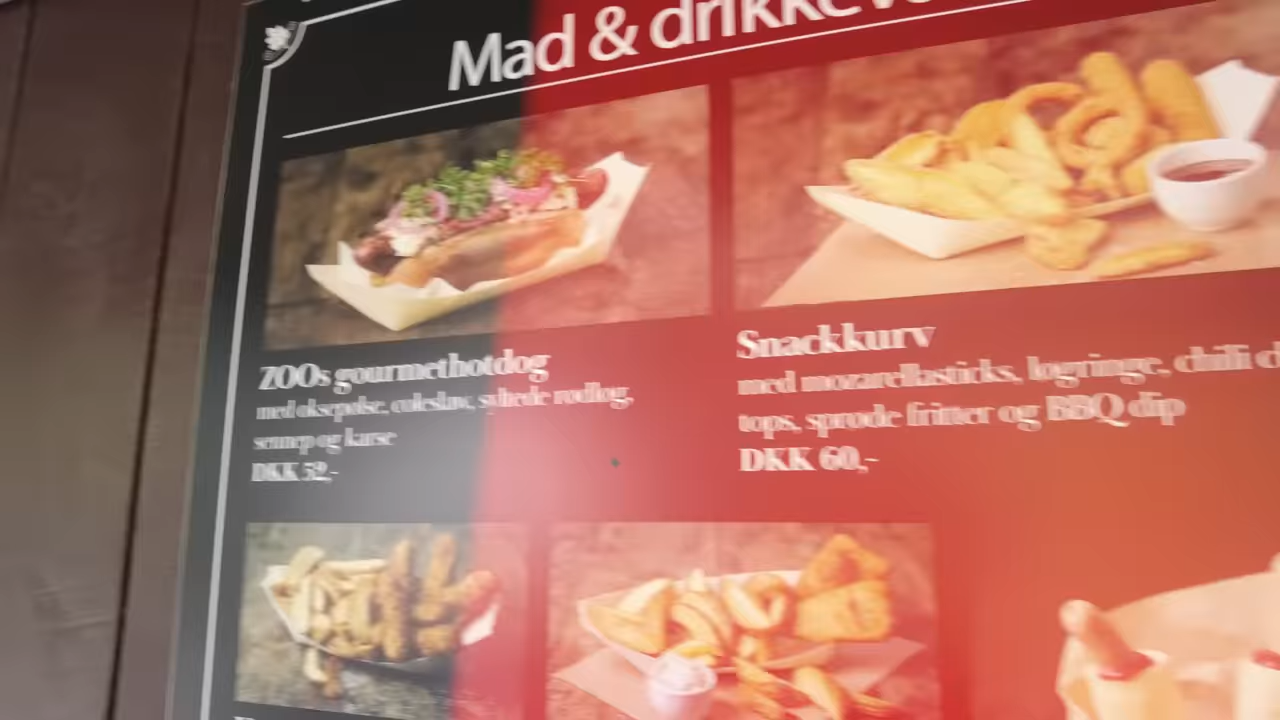 Mad & drikkev
ZOOs gourmethotdog
med oksepølse, coleslaw, syltede rødløg,
sennep og karse
DKK 52,-
Snackkurv
med mozarellasticks, løgringe, chili
tops, sprøde fritter og BBQ dip
DKK 60,-